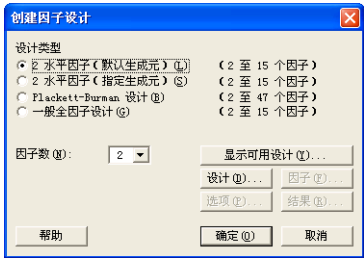 创建因子设计
设计类型
2 水平因子(默认生成元)(L) (2 至 15 个因子)
2 水平因子(指定生成元)(S) (2 至 15 个因子)
Plackett-Burman 设计(B) (2 至 47 个因子)
一般全因子设计(G) (2 至 15 个因子)
因子数(N): 2 显示可用设计(Y)...
设计(D)... 因子(F)...
选项(P)... 结果(R)...
帮助 确定(O) 取消